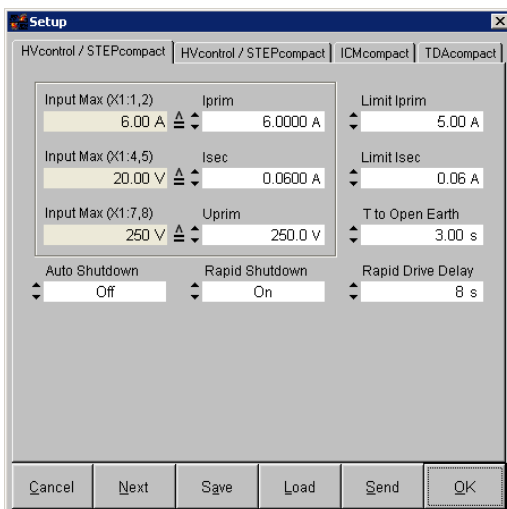 Setup
HVcontrol / STEPcompact HVcontrol / STEPcompact ICMcompact TDAcompact
Input Max (X1:1,2) Iprim Limit Iprim
6.00 A ≙ 6.0000 A 5.00 A
Input Max (X1:4,5) Isec Limit Isec
20.00 V ≙ 0.0600 A 0.06 A
Input Max (X1:7,8) Uprim T to Open Earth
250 V ≙ 250.0 V 3.00 s
Auto Shutdown Rapid Shutdown Rapid Drive Delay
Off On 8 s
Cancel Next Save Load Send OK